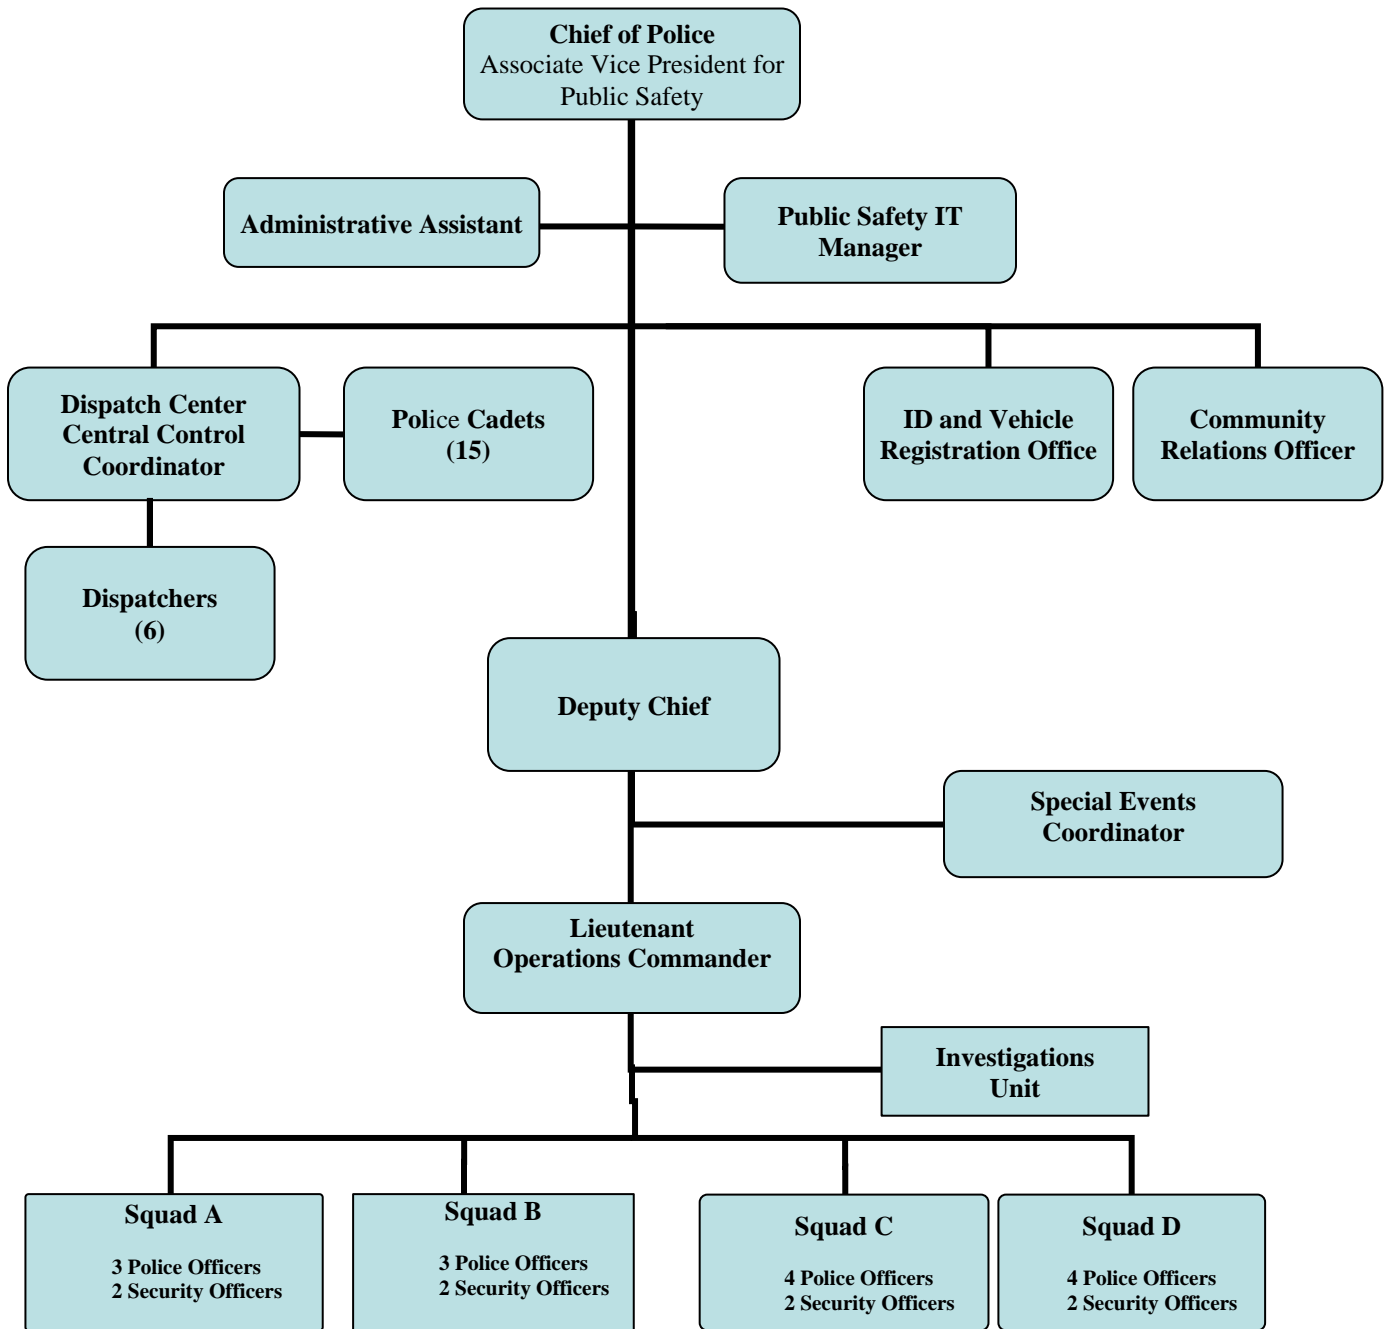 Chief of Police
Associate Vice President for
Public Safety
Administrative Assistant
Public Safety IT
Manager
Dispatch Center
Central Control
Coordinator
Police Cadets
(15)
ID and Vehicle
Registration Office
Community
Relations Officer
Dispatchers
(6)
Deputy Chief
Special Events
Coordinator
Lieutenant
Operations Commander
Investigations
Unit
Squad A
3 Police Officers
2 Security Officers
Squad B
3 Police Officers
2 Security Officers
Squad C
4 Police Officers
2 Security Officers
Squad D
4 Police Officers
2 Security Officers